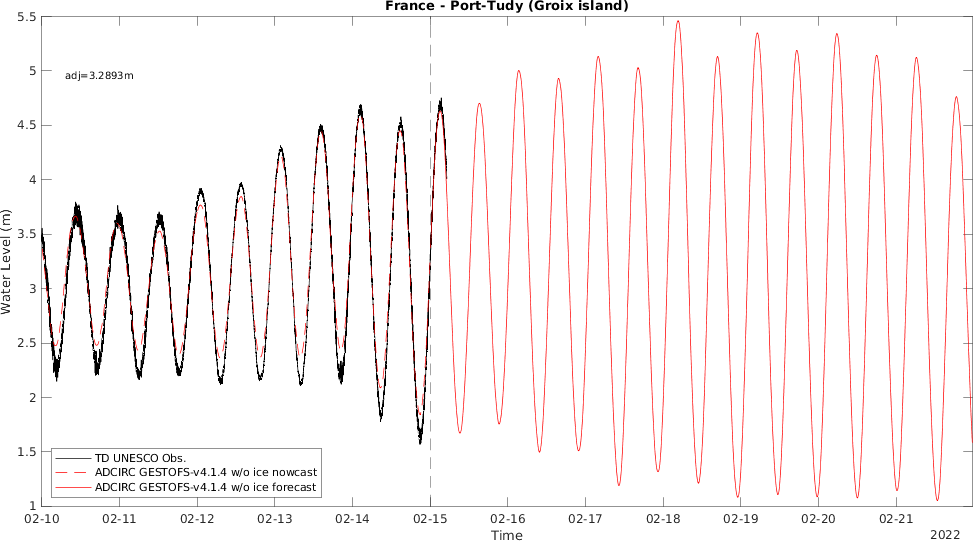 France - Port-Tudy (Groix island)
5.5
5
4.5
4
3.5
3
2.5
2
1.5
1
Water Level (m)
adj=3.2893m
TD UNESCO Obs.
ADCIRC GESTOFS-v4.1.4 w/o ice nowcast
ADCIRC GESTOFS-v4.1.4 w/o ice forecast
02-10 02-11 02-12 02-13 02-14 02-15 02-16 02-17 02-18 02-19 02-20 02-21
Time
2022